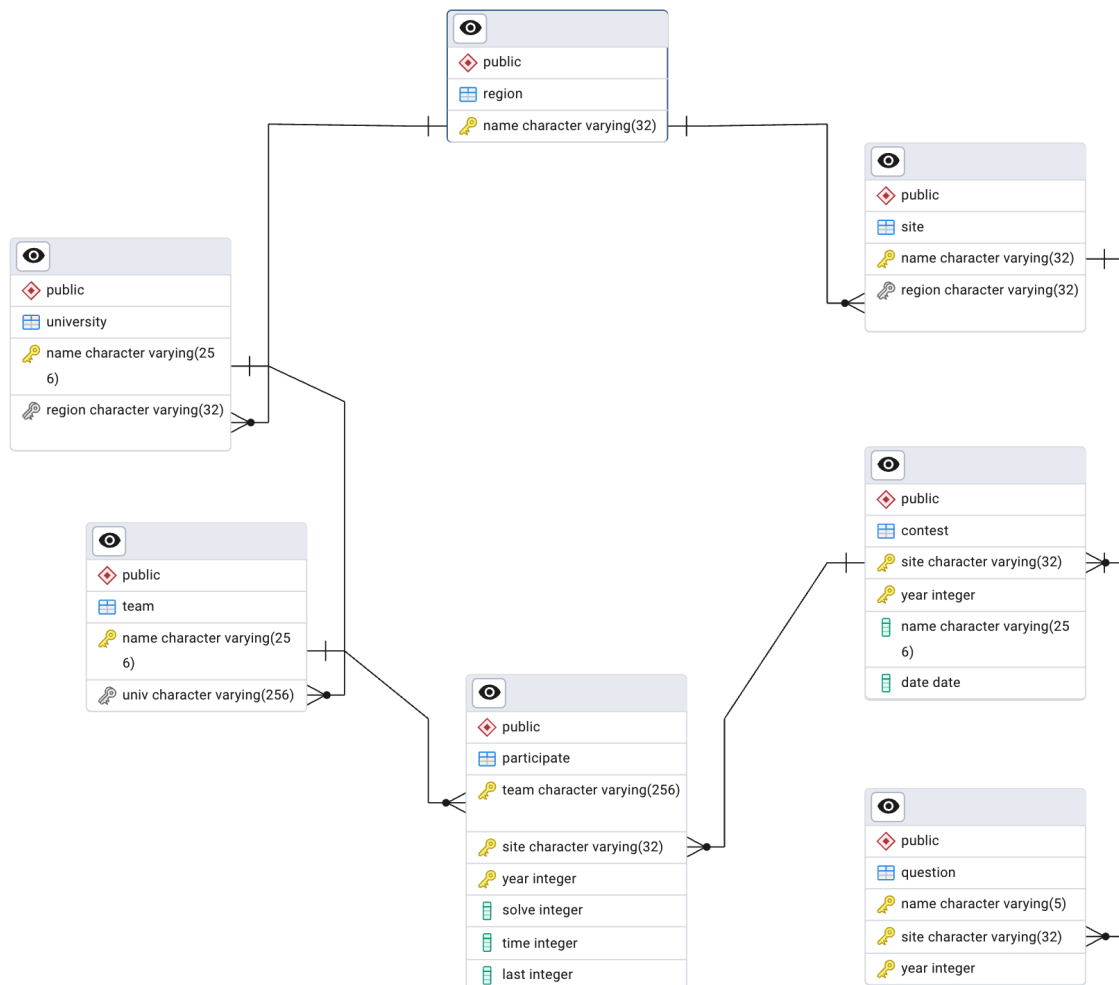 public
region
name character varying(32)
public
site
name character varying(32)
region character varying(32)
public
university
name character varying(25
6)
region character varying(32)
public
contest
site character varying(32)
year integer
name character varying(25
6)
date date
public
team
name character varying(25
6)
univ character varying(256)
public
participate
team character varying(256)
site character varying(32)
year integer
solve integer
time integer
last integer
public
question
name character varying(5)
site character varying(32)
year integer